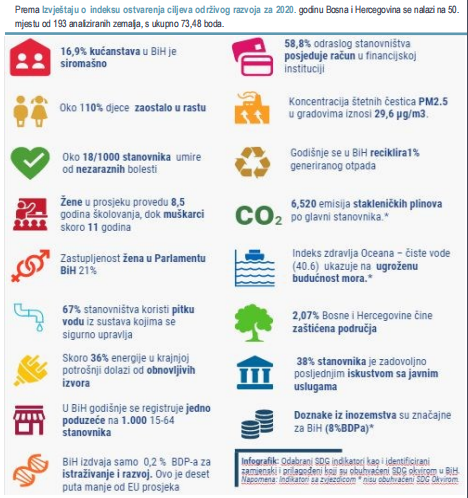 Prema Izvještaju o indeksu ostvarenja ciljeva održivog razvoja za 2020. godinu Bosna i Hercegovina se nalazi na 50.
mjestu od 193 analiziranih zemalja, s ukupno 73,48 boda.
16,9% kućanstava u BiH je
siromašno
Oko 110% djece zaostalo u rastu
Oko 18/1000 stanovnika umire
od nezaraznih bolesti
Žene u prosjeku provedu 8,5
godina školovanja, dok muškarci
skoro 11 godina
Zastupljenost žena u Parlamentu
BiH 21%
67% stanovništva koristi pitku
vodu iz sustava kojima se
sigurno upravlja
Skoro 36% energije u krajnjoj
potrošnji dolazi od obnovljivih
izvora
U BiH godišnje se registruje jedno
poduzeće na 1.000 15-64
stanovnika
BiH izdvaja samo 0,2 % BDP-a za
istraživanje i razvoj. Ovo je deset
puta manje od EU prosjeka
58,8% odraslog stanovništva
posjeduje račun u financijskoj
instituciji
Koncentracija štetnih čestica PM2.5
u gradovima iznosi 29,6 µg/m3.
Godišnje se u BiH reciklira1%
generiranog otpada
CO2
6,520 emisija stakleničkih plinova
po glavni stanovnika.*
Indeks zdravlja Oceana – čiste vode
(40.6) ukazuje na ugroženu
budućnost mora.*
2,07% Bosne i Hercegovine čine
zaštićena područja
38% stanovnika je zadovoljno
posljednjim iskustvom sa javnim
uslugama
Doznake iz inozemstva su značajne
za BiH (8%BDPa)*
Infografik: Odabrani SDG indikatori kao i identificirani
zamjenski i prilagođeni koji su obuhvaćeni SDG okvirom u BiH.
Napomena: Indikatori sa zvjezdicom * nisu obuhvaćeni SDG Okvirom.